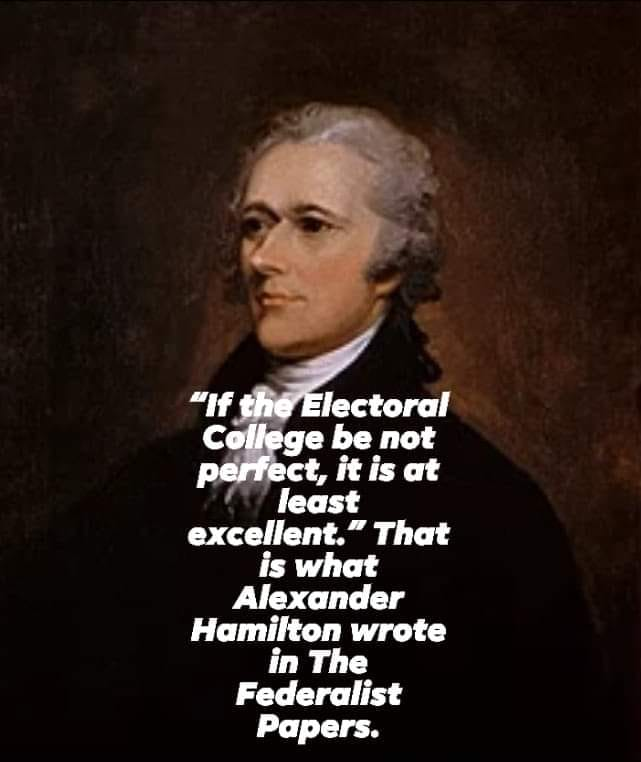 “If the Electoral
College be not
perfect, it is at
least
excellent.” That
is what
Alexander
Hamilton wrote
in The
Federalist
Papers.